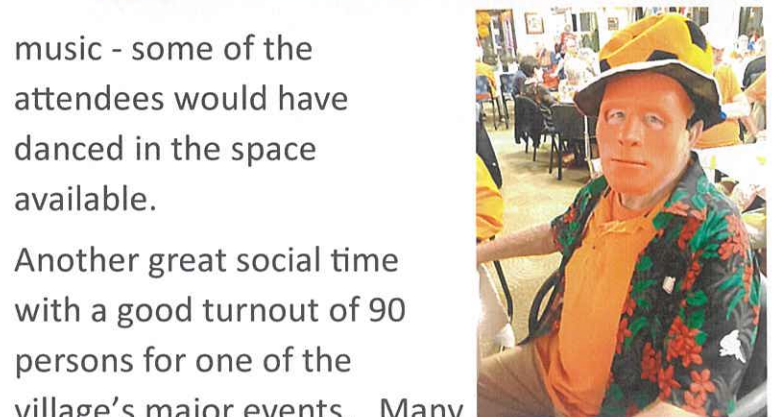 music - some of the
attendees would have
danced in the space
available.
Another great social time
with a good turnout of 90
persons for one of the
village's major events. Many